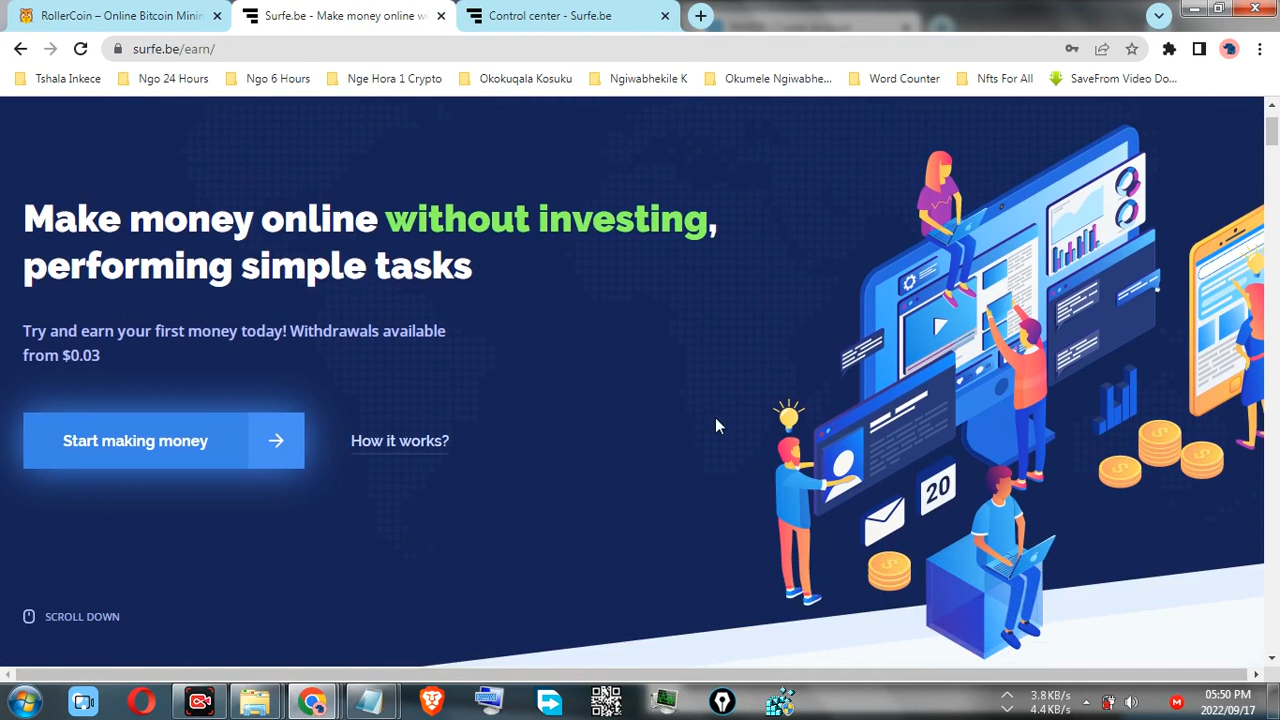 RollerCoin – Online Bitcoin Minin
Surfe.be - Make money online w
Control center - Surfe.be
surfe.be/earn/
Tshala Inkece
Ngo 24 Hours
Ngo 6 Hours
Nge Hora 1 Crypto
Okokuqala Kosuku
Ngiwabhekile K
Okumele Ngiwabhe...
Word Counter
Nfts For All
SaveFrom Video Do...
Make money online without investing,
performing simple tasks
Try and earn your first money today! Withdrawals available
from $0.03
Start making money
How it works?
20
SCROLL DOWN
3.8KB/s
4.4KB/s
05:50 PM
2022/09/17